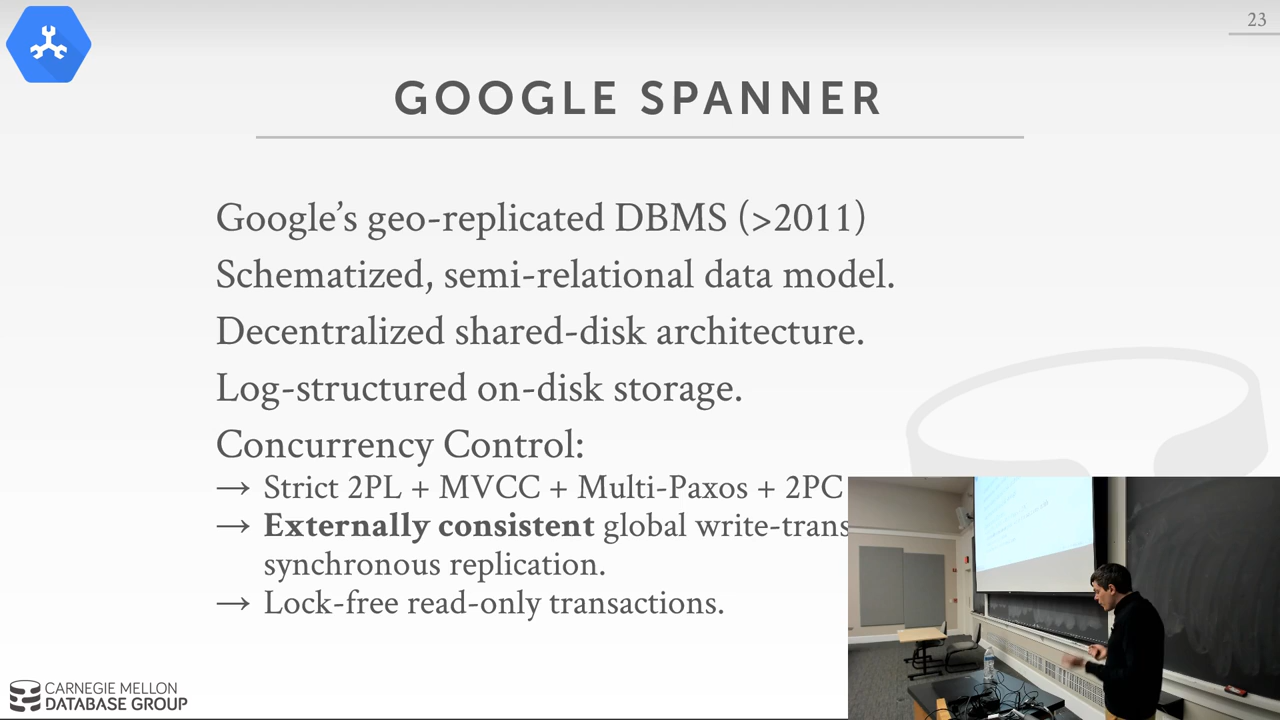 23
GOOGLE SPANNER
Google’s geo-replicated DBMS (>2011)
Schematized, semi-relational data model.
Decentralized shared-disk architecture.
Log-structured on-disk storage.
Concurrency Control:
→ Strict 2PL + MVCC + Multi-Paxos + 2PC
→ Externally consistent global write-trans
synchronous replication.
→ Lock-free read-only transactions.
CARNEGIE MELLON
DATABASE GROUP